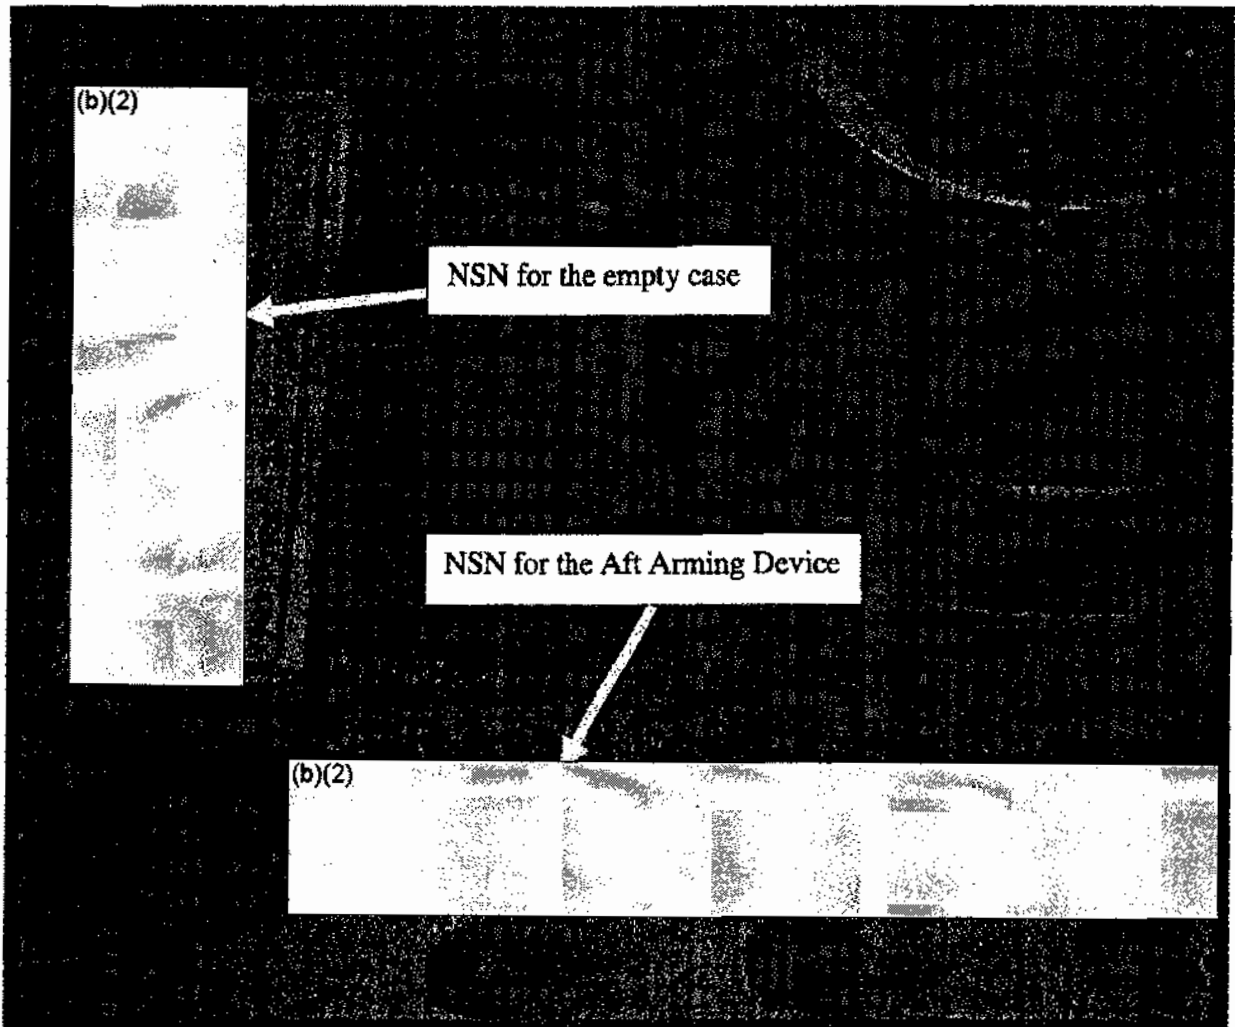 (b)(2)
NSN for the empty case
NSN for the Aft Arming Device
(b)(2)